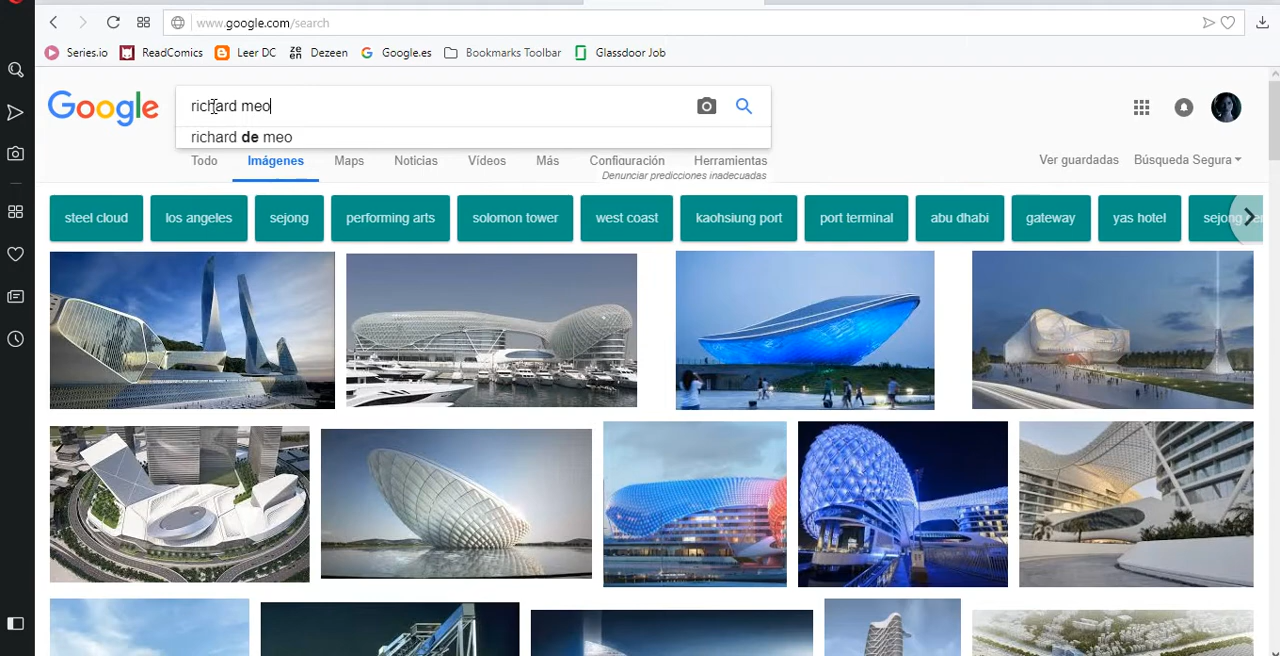 www.google.com/search
Series.io ReadComics Leer DC ze en Dezeen Google.es Bookmarks Toolbar Glassdoor Job
Google richard meo
richard de meo
Todo Imágenes Maps Noticias Vídeos Más Configuración Herramientas Ver guardadas Búsqueda Segura
Denunciar predicciones inadecuadas
steel cloud los angeles sejong performing arts solomon tower west coast kaohsiung port port terminal abu dhabi gateway yas hotel sejong